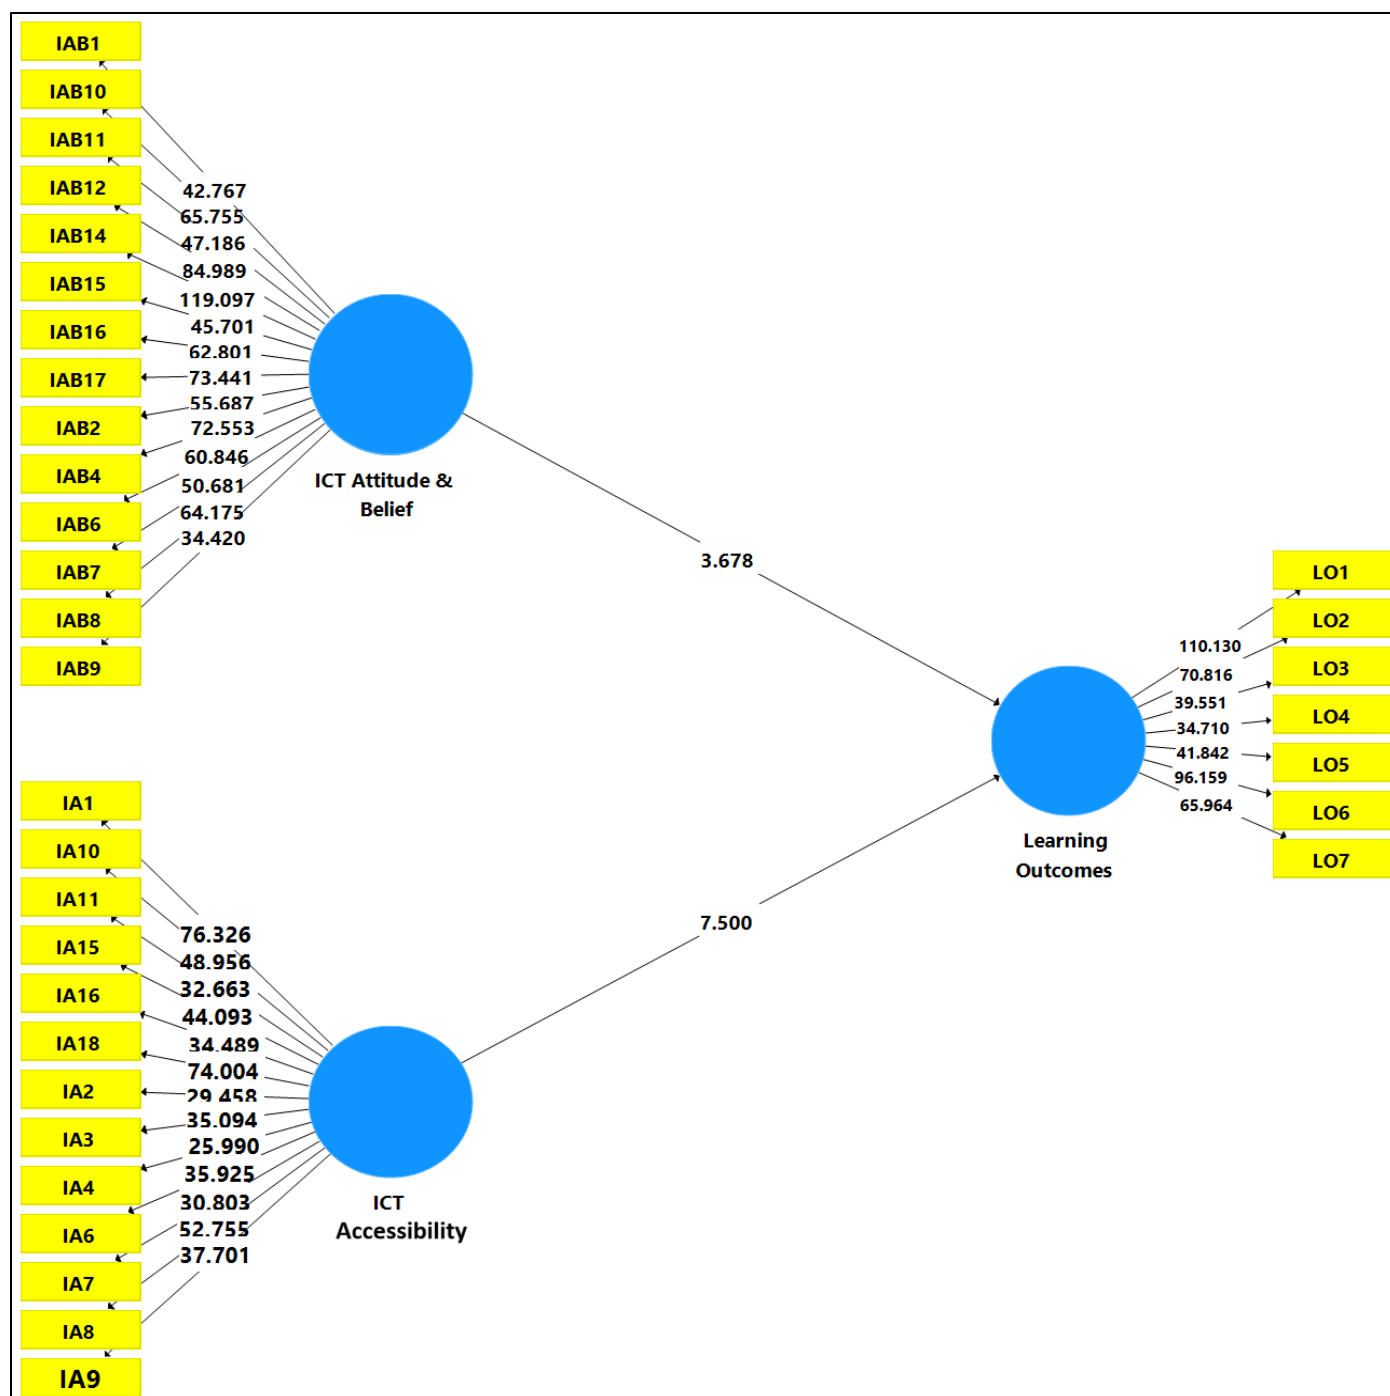 IAB1
IAB10
IAB11
IAB12
IAB14
IAB15
IAB16
IAB17
IAB2
IAB4
IAB6
IAB7
IAB8
IAB9
42.767
65.755
47.186
84.989
119.097
45.701
62.801
73.441
55.687
72.553
60.846
50.681
64.175
34.420
ICT Attitude &
Belief
3.678
IA1
IA10
IA11
IA15
IA16
IA18
IA2
IA3
IA4
IA6
IA7
IA8
IA9
76.326
48.956
32.663
44.093
34.489
74.004
29.458
35.094
25.990
35.925
30.803
52.755
37.701
ICT
Accessibility
7.500
Learning
Outcomes
110.130
70.816
39.551
34.710
41.842
96.159
65.964
LO1
LO2
LO3
LO4
LO5
LO6
LO7